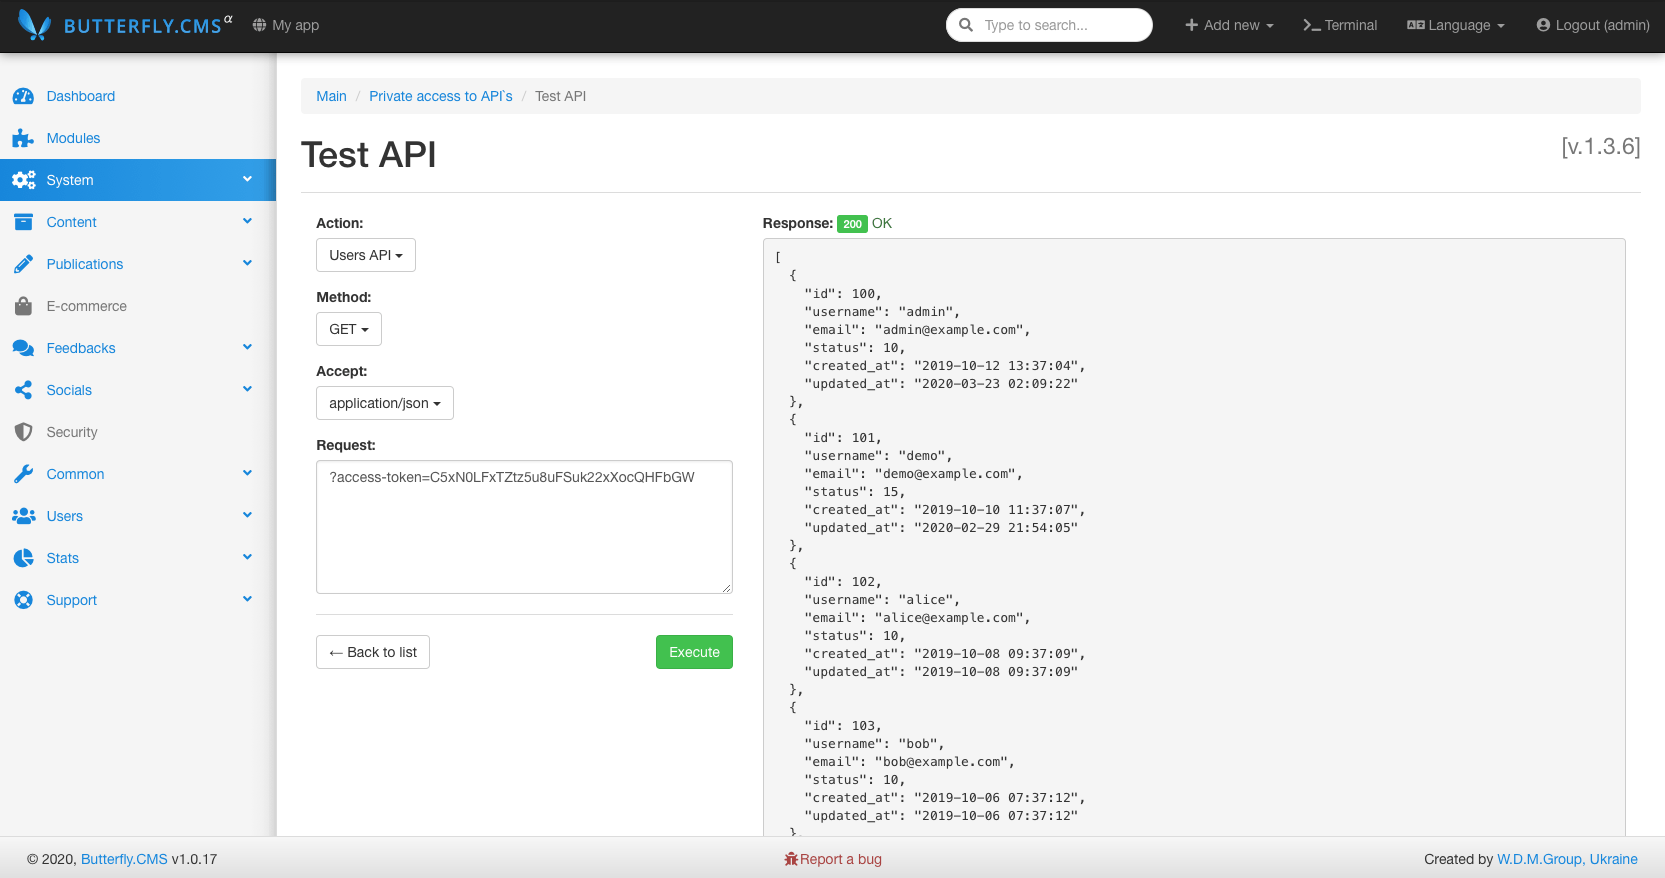 BUTTERFLY.CMS α
My app
Type to search...
Add new
Terminal
Language
Logout (admin)
Dashboard
Modules
System
Content
Publications
E-commerce
Feedbacks
Socials
Security
Common
Users
Stats
Support
Main / Private access to API`s / Test API
Test API
[v.1.3.6]
Action:
Users API
Method:
GET
Accept:
application/json
Request:
?access-token=C5xN0LFxTZtz5u8uFSuk22xXocQHFbGW
← Back to list
Execute
Response: 200 OK
[
{
"id": 100,
"username": "admin",
"email": "admin@example.com",
"status": 10,
"created_at": "2019-10-12 13:37:04",
"updated_at": "2020-03-23 02:09:22"
},
{
"id": 101,
"username": "demo",
"email": "demo@example.com",
"status": 15,
"created_at": "2019-10-10 11:37:07",
"updated_at": "2020-02-29 21:54:05"
},
{
"id": 102,
"username": "alice",
"email": "alice@example.com",
"status": 10,
"created_at": "2019-10-08 09:37:09",
"updated_at": "2019-10-08 09:37:09"
},
{
"id": 103,
"username": "bob",
"email": "bob@example.com",
"status": 10,
"created_at": "2019-10-06 07:37:12",
"updated_at": "2019-10-06 07:37:12"
},
© 2020, Butterfly.CMS v1.0.17
Report a bug
Created by W.D.M.Group, Ukraine